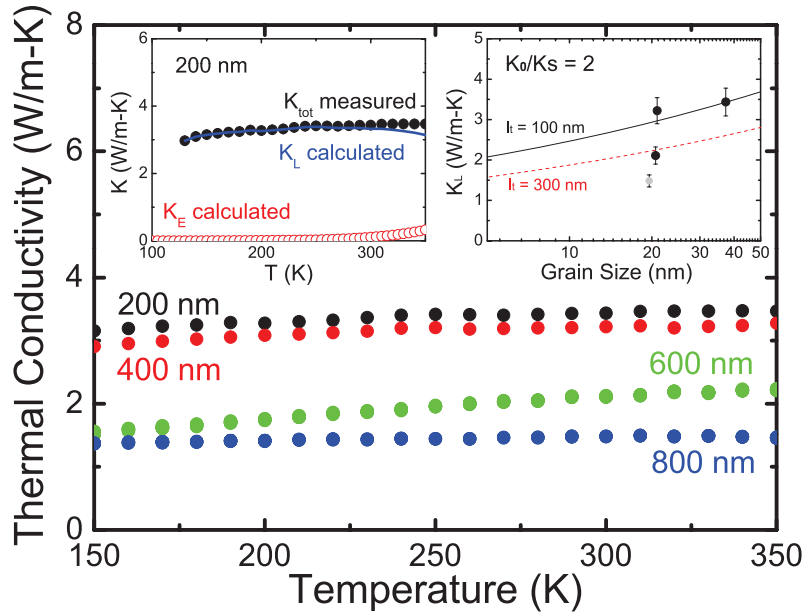 Thermal Conductivity (W/m-K)
8
6
4
2
0
K (W/m-K)
6
4
2
0
200 nm
K_tot measured
K_L calculated
K_E calculated
100
150
200
250
300
T (K)
K_L (W/m-K)
5
4
3
2
1
0
K₀/Ks = 2
l_t = 100 nm
l_t = 300 nm
10
20
30
40
50
Grain Size (nm)
200 nm
400 nm
600 nm
800 nm
150
200
250
300
350
Temperature (K)